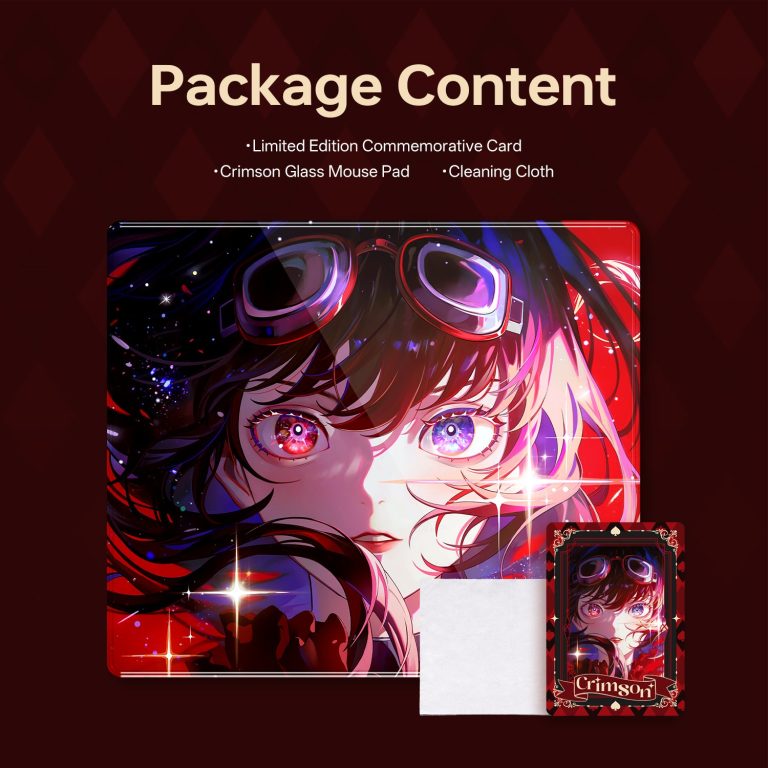 Package Content
·Limited Edition Commemorative Card
·Crimson Glass Mouse Pad ·Cleaning Cloth
Crimson